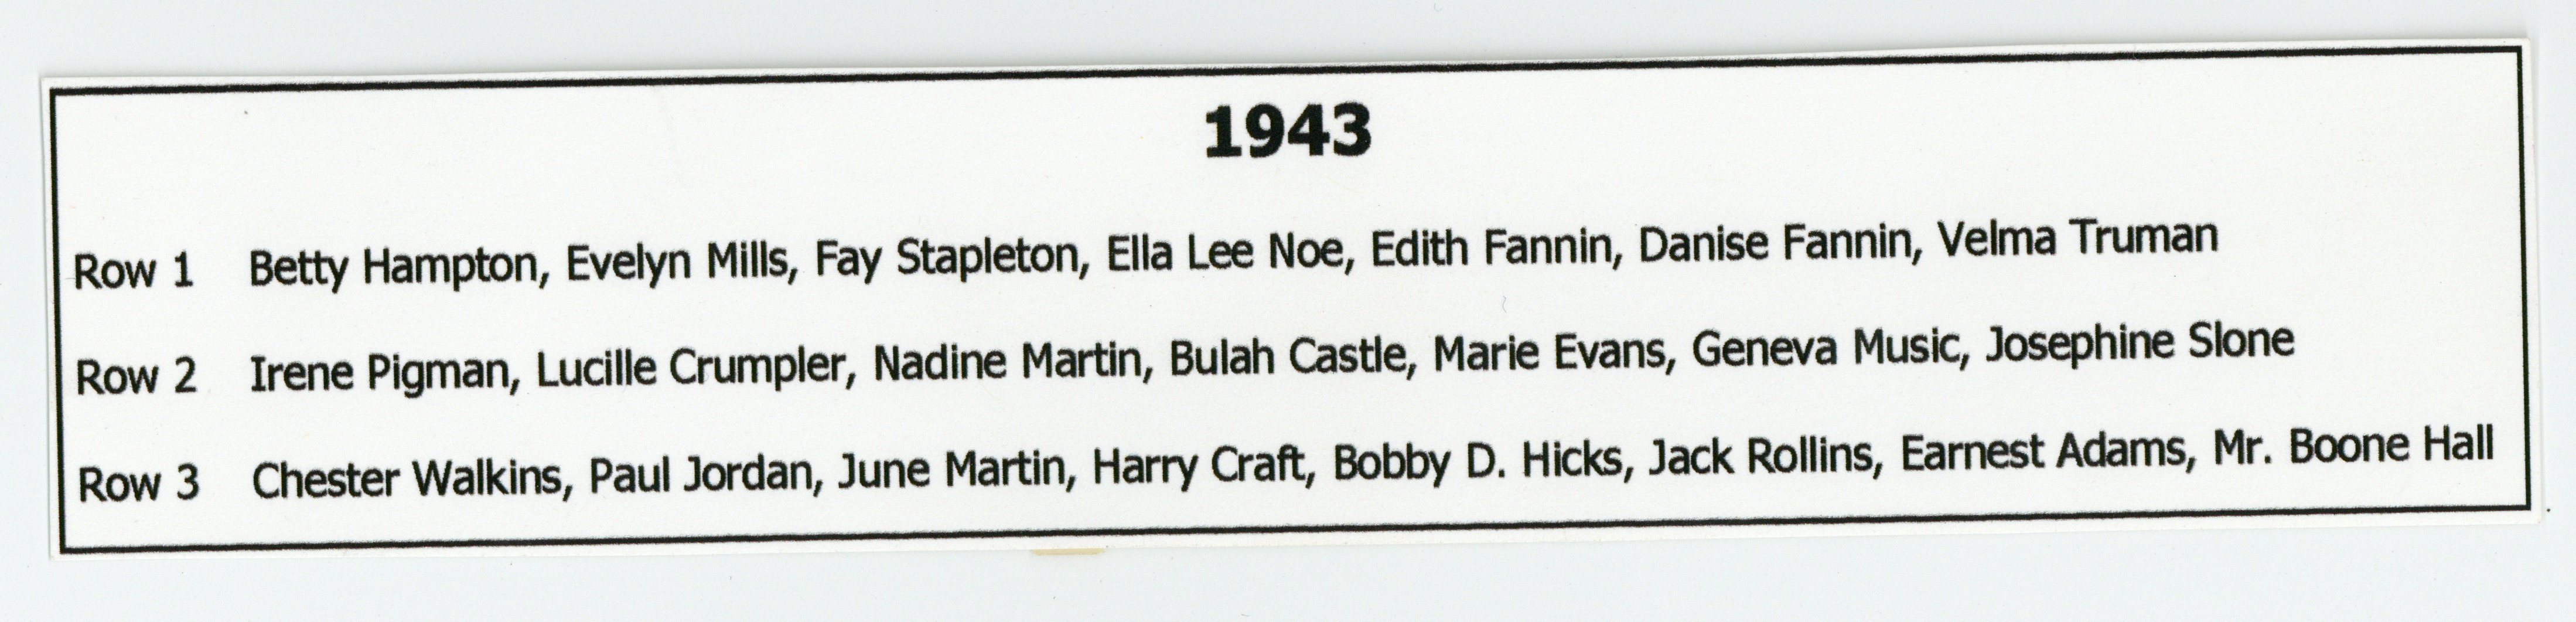 1943
Row 1 Betty Hampton, Evelyn Mills, Fay Stapleton, Ella Lee Noe, Edith Fannin, Danise Fannin, Velma Truman
Row 2 Irene Pigman, Lucille Crumpler, Nadine Martin, Bulah Castle, Marie Evans, Geneva Music, Josephine Slone
Row 3 Chester Walkins, Paul Jordan, June Martin, Harry Craft, Bobby D. Hicks, Jack Rollins, Earnest Adams, Mr. Boone Hall